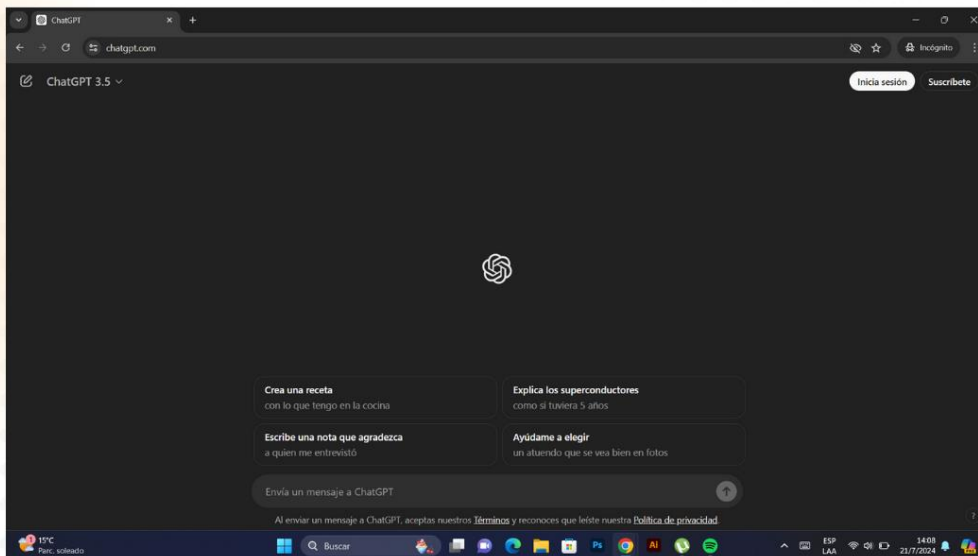 ChatGPT
chatgpt.com
Incógnito
ChatGPT 3.5
Inicia sesión
Suscríbete
Crea una receta
con lo que tengo en la cocina
Explica los superconductores
como si tuviera 5 años
Escribe una nota que agradezca
a quien me entrevistó
Ayúdame a elegir
un atuendo que se vea bien en fotos
Envía un mensaje a ChatGPT
Al enviar un mensaje a ChatGPT, aceptas nuestros Términos y reconoces que leíste nuestra Política de privacidad.
?
3
15°C
Parc. soleado
Buscar
Ps
Ai
ESP
LAA
14:08
21/7/2024